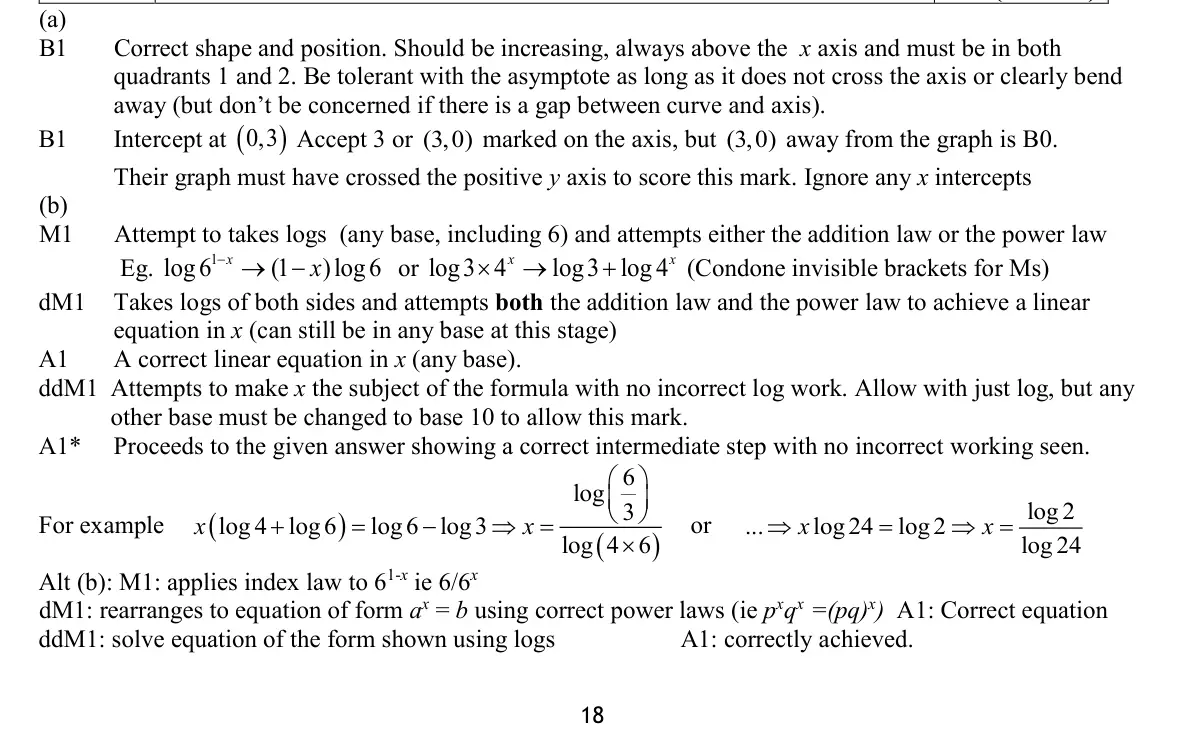 (a)
B1 Correct shape and position. Should be increasing, always above the x axis and must be in both
quadrants 1 and 2. Be tolerant with the asymptote as long as it does not cross the axis or clearly bend
away (but don’t be concerned if there is a gap between curve and axis).
B1 Intercept at (0,3) Accept 3 or (3,0) marked on the axis, but (3,0) away from the graph is B0.
Their graph must have crossed the positive y axis to score this mark. Ignore any x intercepts
(b)
M1 Attempt to takes logs (any base, including 6) and attempts either the addition law or the power law
Eg. log 6^{1−x} → (1−x) log 6 or log 3×4^x → log 3 + log 4^x (Condone invisible brackets for Ms)
dM1 Takes logs of both sides and attempts both the addition law and the power law to achieve a linear
equation in x (can still be in any base at this stage)
A1 A correct linear equation in x (any base).
ddM1 Attempts to make x the subject of the formula with no incorrect log work. Allow with just log, but any
other base must be changed to base 10 to allow this mark.
A1* Proceeds to the given answer showing a correct intermediate step with no incorrect working seen.
For example x(log 4 + log 6) = log 6 − log 3 ⇒ x = log(6/3) / log(4×6) or ... ⇒ x log 24 = log 2 ⇒ x = log 2 / log 24
Alt (b): M1: applies index law to 6^{1-x} ie 6/6^x
dM1: rearranges to equation of form a^x = b using correct power laws (ie p^xq^x =(pq)^x) A1: Correct equation
ddM1: solve equation of the form shown using logs A1: correctly achieved.
18